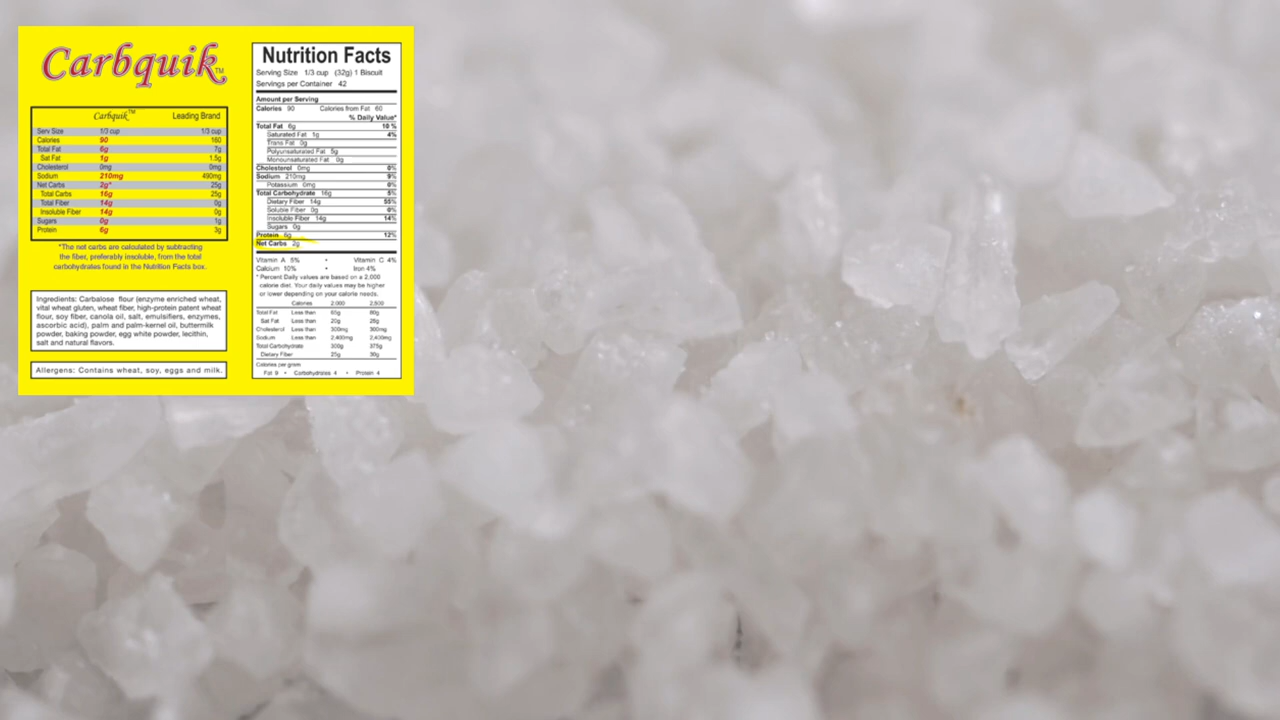 Carbquik™
Carbquik™ Leading Brand
Serv Size 1/3 cup 1/3 cup
Calories 90 160
Total Fat 6g 7g
Sat Fat 1g 1.5g
Cholesterol 0mg 0mg
Sodium 210mg 490mg
Net Carbs 2g* 25g
Total Carbs 16g 25g
Total Fiber 14g 0g
Insoluble Fiber 14g 0g
Sugars 0g 1g
Protein 6g 3g
*The net carbs are calculated by subtracting
the fiber, preferably insoluble, from the total
carbohydrates found in the Nutrition Facts box.
Ingredients: Carbalose flour (enzyme enriched wheat,
vital wheat gluten, wheat fiber, high-protein patent wheat
flour, soy fiber, canola oil, salt, emulsifiers, enzymes,
ascorbic acid), palm and palm-kernel oil, buttermilk
powder, baking powder, egg white powder, lecithin,
salt and natural flavors.
Allergens: Contains wheat, soy, eggs and milk.
Nutrition Facts
Serving Size 1/3 cup (32g) 1 Biscuit
Servings per Container 42
Amount per Serving
Calories 90 Calories from Fat 60
% Daily Value*
Total Fat 6g 10 %
Saturated Fat 1g 4%
Trans Fat 0g
Polyunsaturated Fat 5g
Monounsaturated Fat 0g
Cholesterol 0mg 0%
Sodium 210mg 9%
Potassium 0mg 0%
Total Carbohydrate 16g 5%
Dietary Fiber 14g 55%
Soluble Fiber 0g 0%
Insoluble Fiber 14g 14%
Sugars 0g
Protein 6g 12%
Net Carbs 2g
Vitamin A 5% • Vitamin C 4%
Calcium 10% • Iron 4%
* Percent Daily values are based on a 2,000
calorie diet. Your daily values may be higher
or lower depending on your calorie needs.
Calories 2,000 2,500
Total Fat Less than 65g 80g
Sat Fat Less than 20g 25g
Cholesterol Less than 300mg 300mg
Sodium Less than 2,400mg 2,400mg
Total Carbohydrate 300g 375g
Dietary Fiber 25g 30g
Calories per gram:
Fat 9 • Carbohydrates 4 • Protein 4